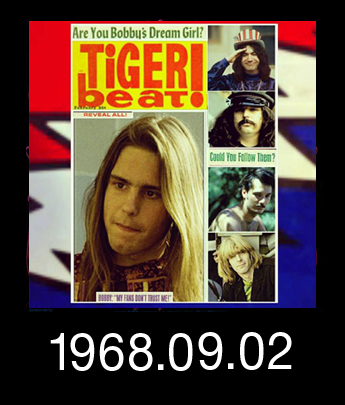 Are You Bobby's Dream Girl?
TiGER!
beat!
REVEAL ALL!
Could You Follow Them?
BOBBY: "MY FANS DON'T TRUST ME!"
1968.09.02